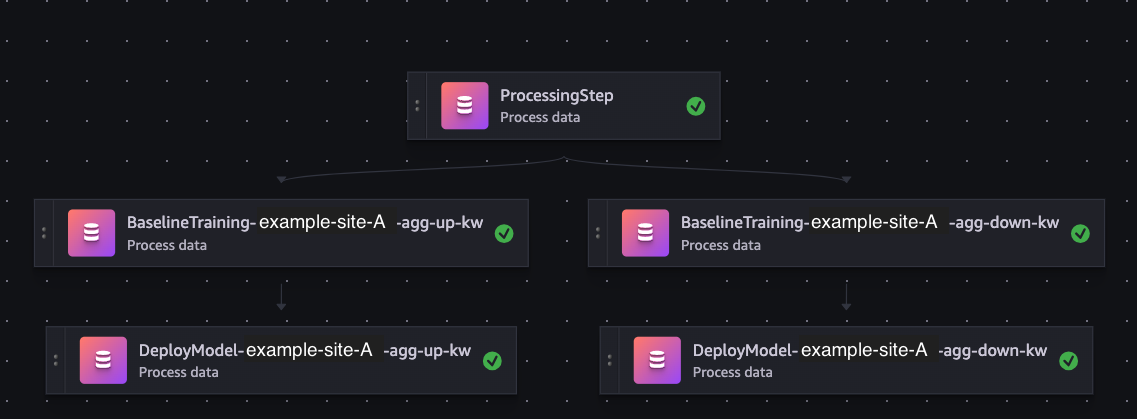 ProcessingStep
Process data
BaselineTraining-example-site-A -agg-up-kw
Process data
BaselineTraining-example-site-A -agg-down-kw
Process data
DeployModel-example-site-A -agg-up-kw
Process data
DeployModel-example-site-A -agg-down-kw
Process data